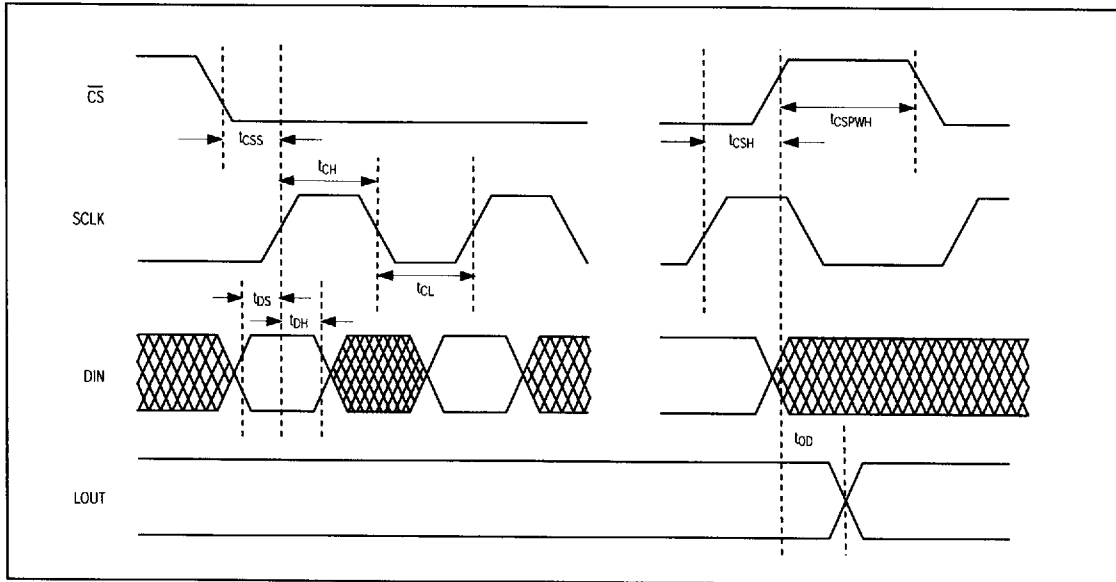 CS
tCSS
tCSH
tCSPWH
tCH
SCLK
tCL
tDS
tDH
DIN
tOD
LOUT